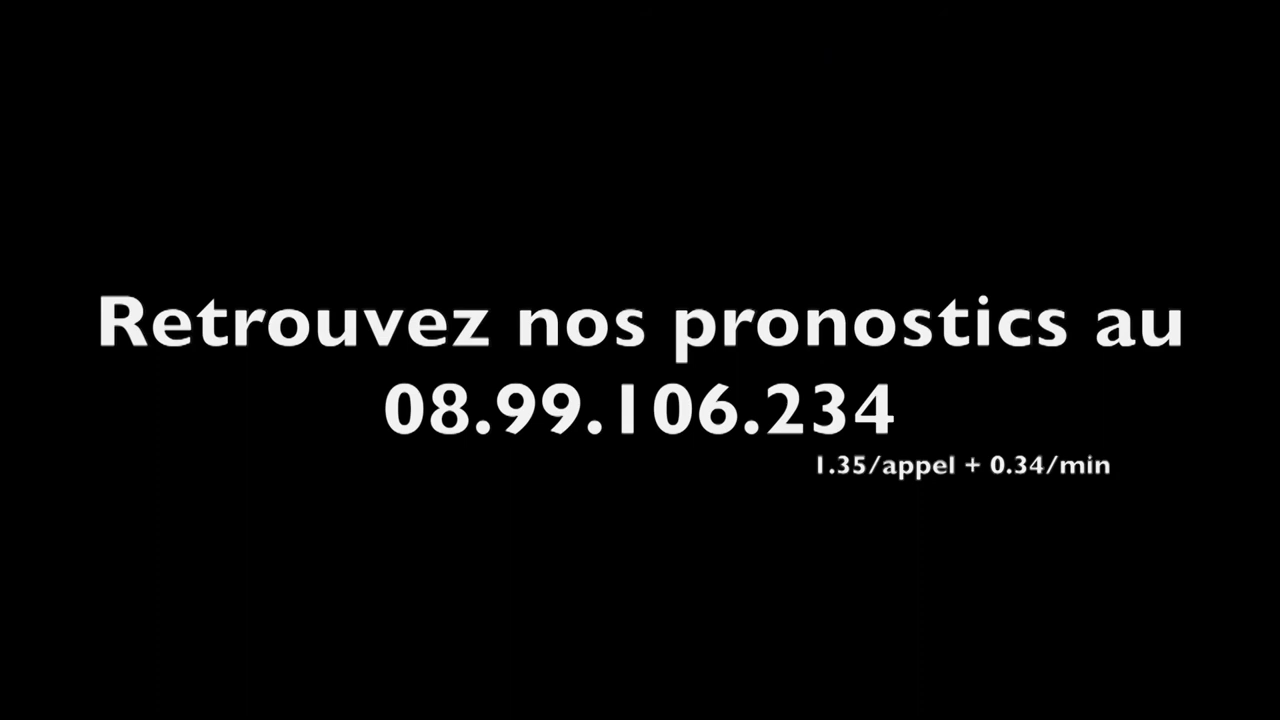 Retrouvez nos pronostics au
08.99.106.234
1.35/appel + 0.34/min